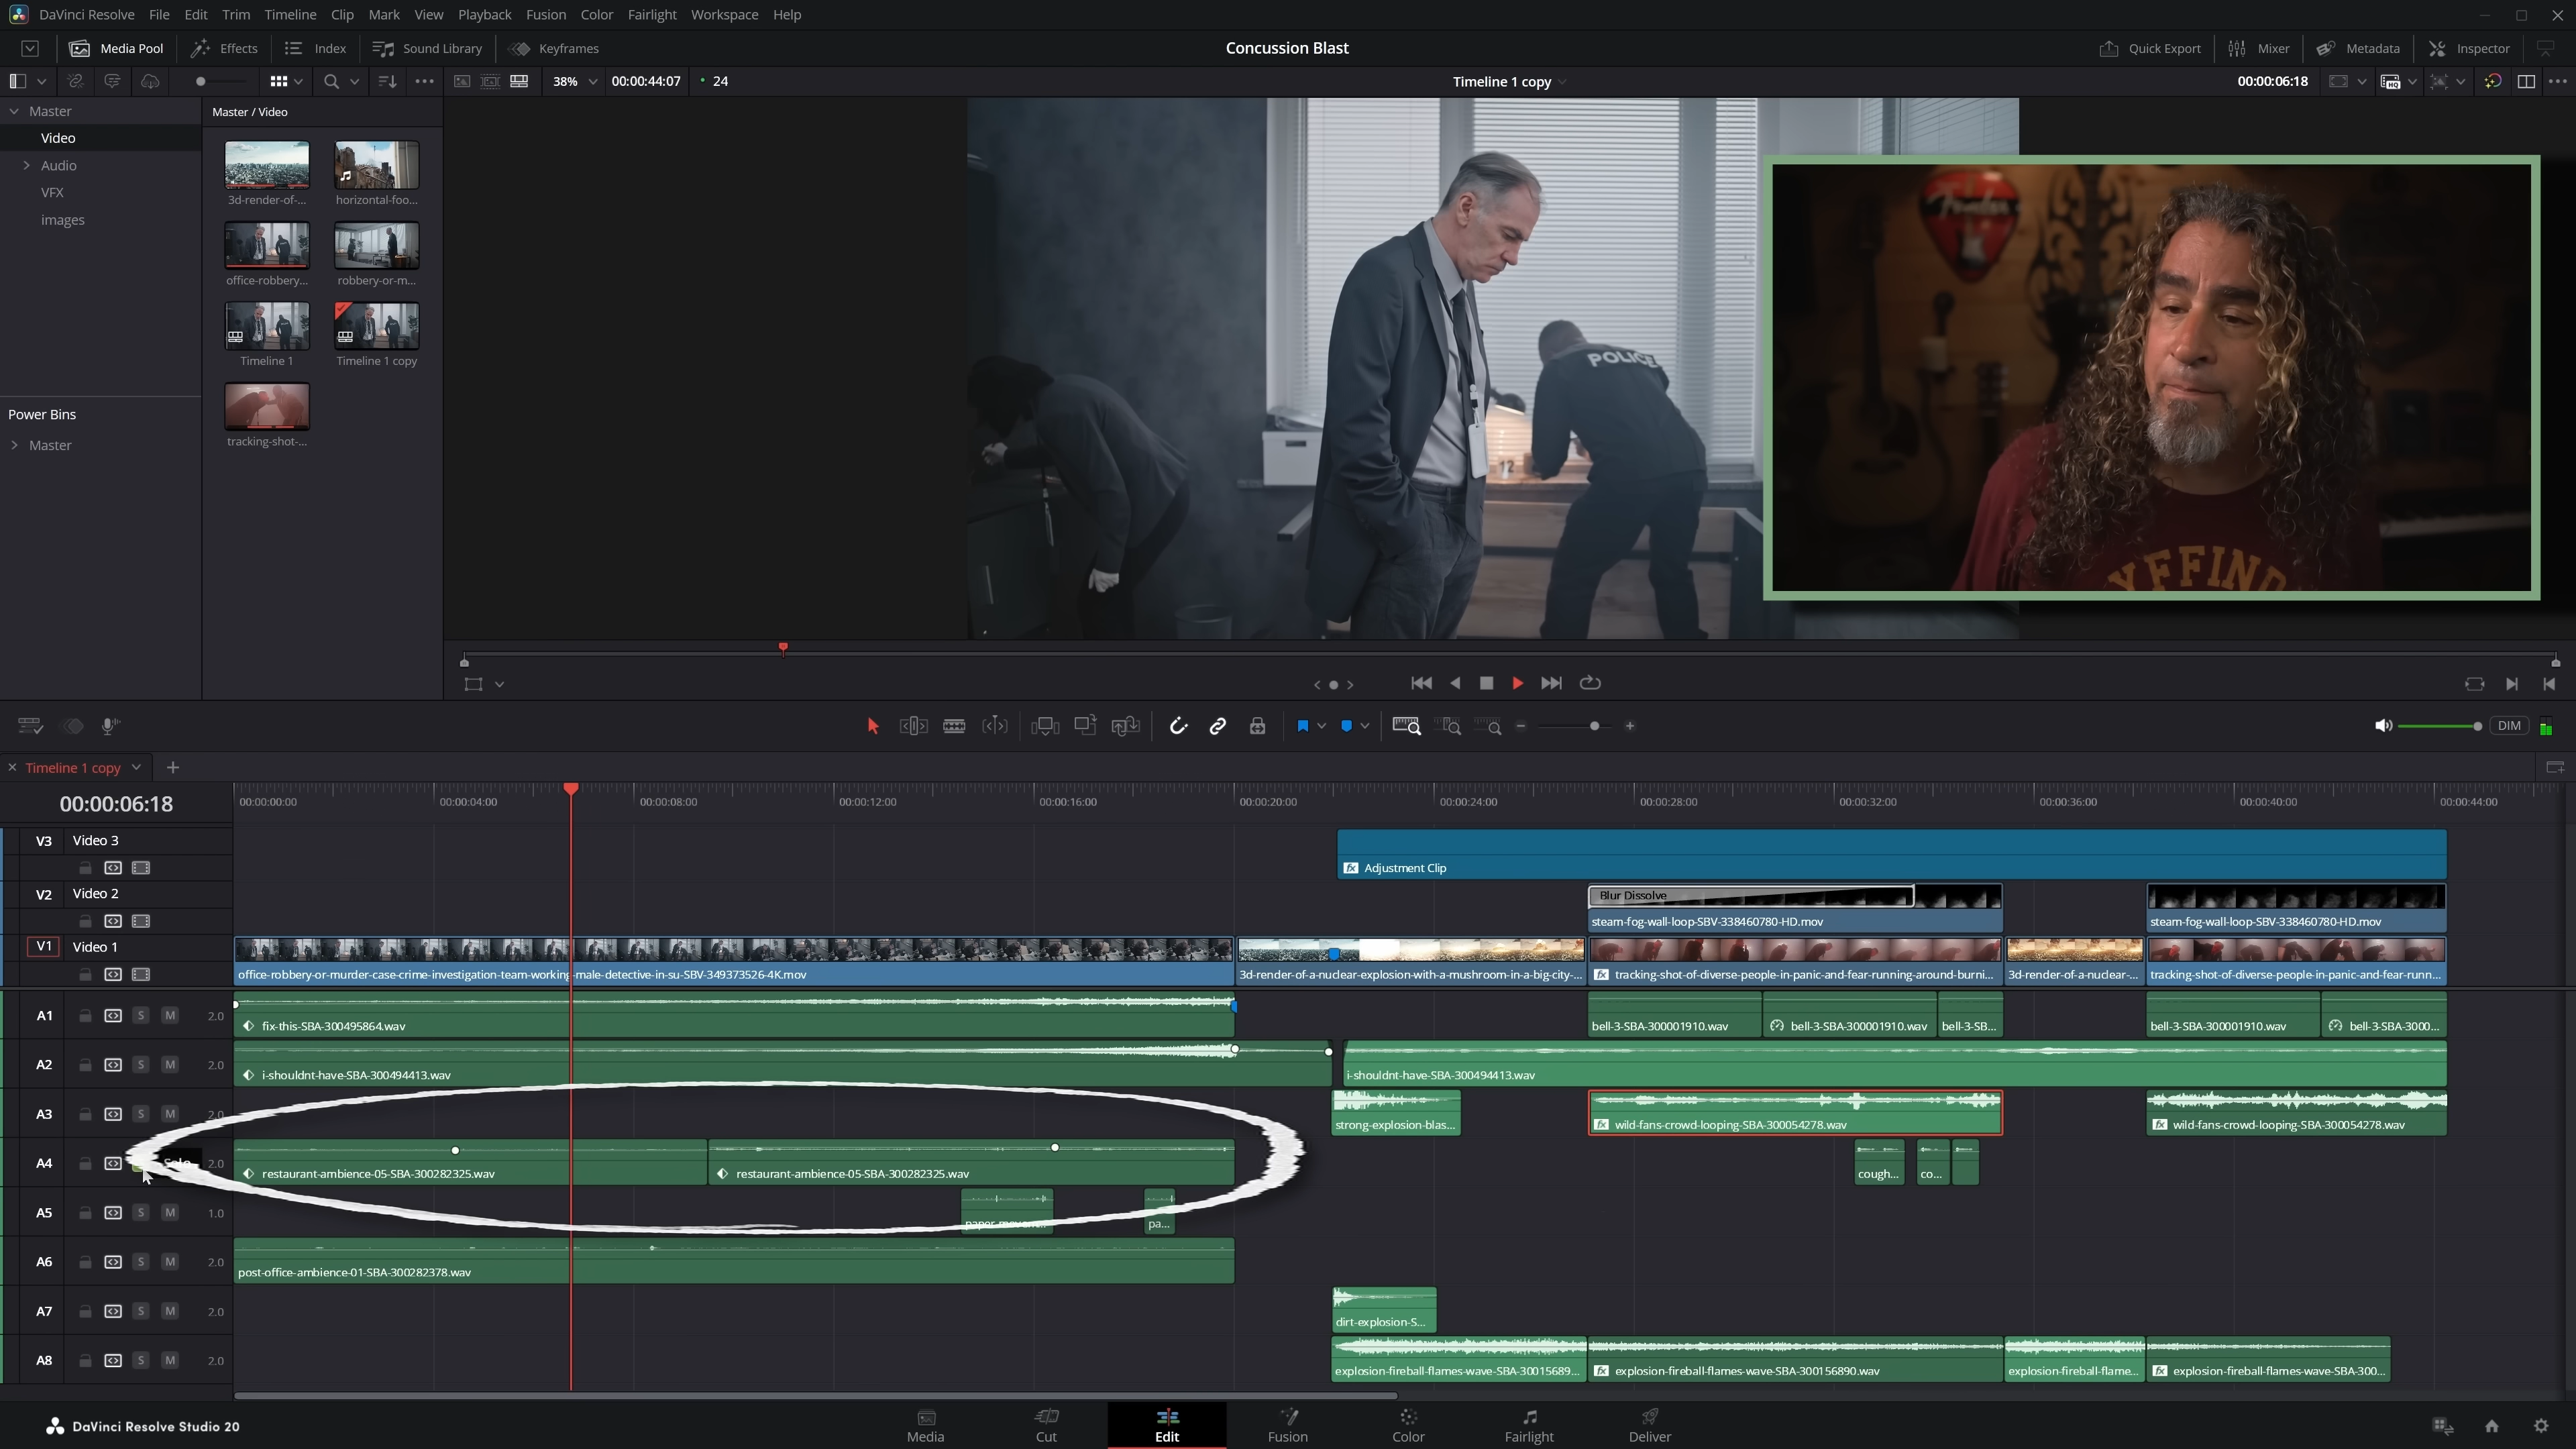 DaVinci Resolve File Edit Trim Timeline Clip Mark View Playback Fusion Color Fairlight Workspace Help
Media Pool Effects Index Sound Library Keyframes Concussion Blast Quick Export Mixer Metadata Inspector
38% 00:00:44:07 24 Timeline 1 copy 00:00:06:18
Master
Video
Audio
VFX
images
Power Bins
Master
Master / Video
3d-render-of-... horizontal-foo...
office-robbery... robbery-or-m...
Timeline 1 Timeline 1 copy
tracking-shot-...
POLICE
12
Fender
YFFIND
DIM
Timeline 1 copy
00:00:06:18
00:00:00:00 00:00:04:00 00:00:08:00 00:00:12:00 00:00:16:00 00:00:20:00 00:00:24:00 00:00:28:00 00:00:32:00 00:00:36:00 00:00:40:00 00:00:44:00
V3 Video 3
fx Adjustment Clip
V2 Video 2
Blur Dissolve
steam-fog-wall-loop-SBV-338460780-HD.mov steam-fog-wall-loop-SBV-338460780-HD.mov
V1 Video 1
office-robbery-or-murder-case-crime-investigation-team-working-male-detective-in-su-SBV-349373526-4K.mov 3d-render-of-a-nuclear-explosion-with-a-mushroom-in-a-big-city-... fx tracking-shot-of-diverse-people-in-panic-and-fear-running-around-burni... 3d-render-of-a-nuclear-... tracking-shot-of-diverse-people-in-panic-and-fear-runn...
A1 S M 2.0
fix-this-SBA-300495864.wav bell-3-SBA-300001910.wav bell-3-SBA-300001910.wav bell-3-SB... bell-3-SBA-300001910.wav bell-3-SBA-3000...
A2 S M 2.0
i-shouldnt-have-SBA-300494413.wav i-shouldnt-have-SBA-300494413.wav
A3 S M 2.0
strong-explosion-blas... fx wild-fans-crowd-looping-SBA-300054278.wav fx wild-fans-crowd-looping-SBA-300054278.wav
A4 Solo 2.0
restaurant-ambience-05-SBA-300282325.wav restaurant-ambience-05-SBA-300282325.wav cough... co...
A5 S M 1.0
pa...
A6 S M 2.0
post-office-ambience-01-SBA-300282378.wav
A7 S M 2.0
dirt-explosion-S...
A8 S M 2.0
explosion-fireball-flames-wave-SBA-30015689... fx explosion-fireball-flames-wave-SBA-300156890.wav explosion-fireball-flame... fx explosion-fireball-flames-wave-SBA-300...
DaVinci Resolve Studio 20
Media Cut Edit Fusion Color Fairlight Deliver